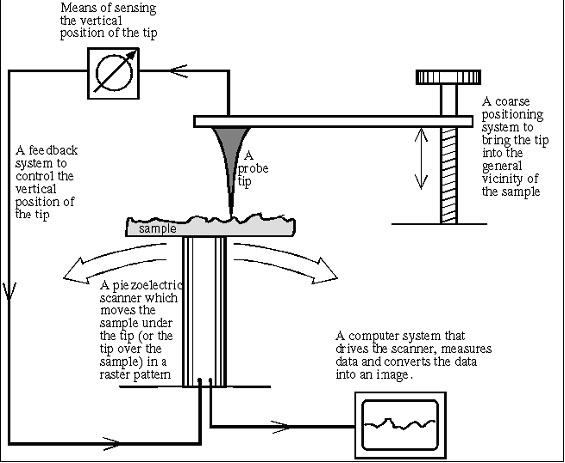 Means of sensing
the vertical
position of the tip
A coarse
positioning
system to
bring the tip
into the
general
vicinity of
the sample
A feedback
system to
control the
vertical
position of
the tip
A
probe
tip
sample
A piezoelectric
scanner which
moves the
sample under
the tip (or the
tip over the
sample) in a
raster pattern
A computer system that
drives the scanner, measures
data and converts the data
into an image.